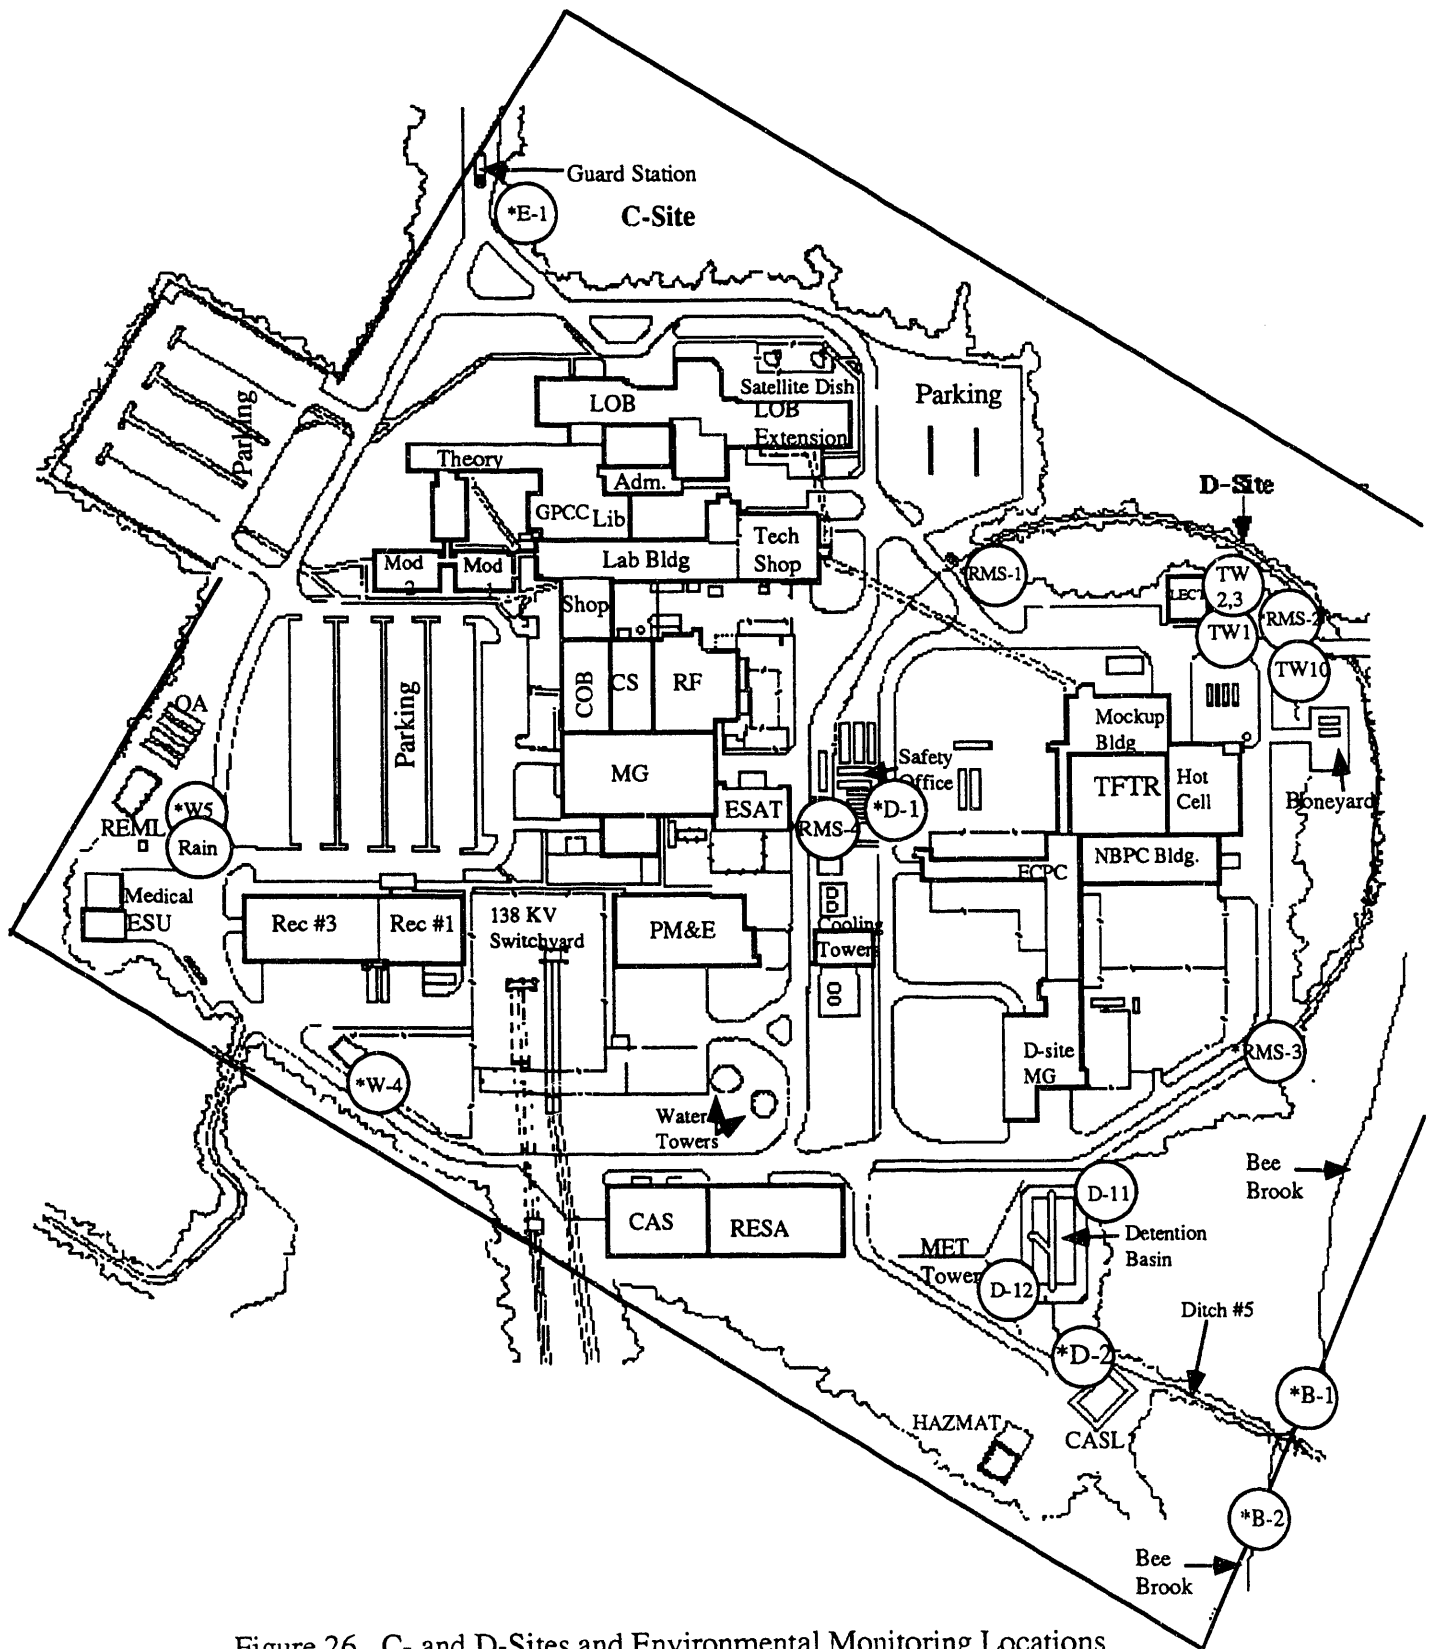 Guard Station
*E-1
C-Site
Satellite Dish
Parking
LOB
LOB
Extension
Parking
Theory
Adm.
D-Site
GPCC
Lib
Tech
Shop
Lab Bldg
Mod
2
Mod
1
RMS-1
LECT
TW
2,3
Shop
*RMS-2
TW1
TW10
COB
CS
RF
QA
Parking
Mockup
Bldg
MG
Safety
Office
TFTR
Hot
Cell
Boneyard
*W5
ESAT
*D-1
REML
RMS-4
Rain
NBPC Bldg.
FCPC
Medical
ESU
Rec #3
Rec #1
138 KV
Switchyard
PM&E
Cooling
Towers
D-site
MG
*RMS-3
*W-4
Water
Towers
Bee
Brook
D-11
CAS
RESA
MET
Tower
Detention
Basin
D-12
Ditch #5
*D-2
*B-1
HAZMAT
CASL
*B-2
Bee
Brook
Figure 26. C- and D-Sites and Environmental Monitoring Locations